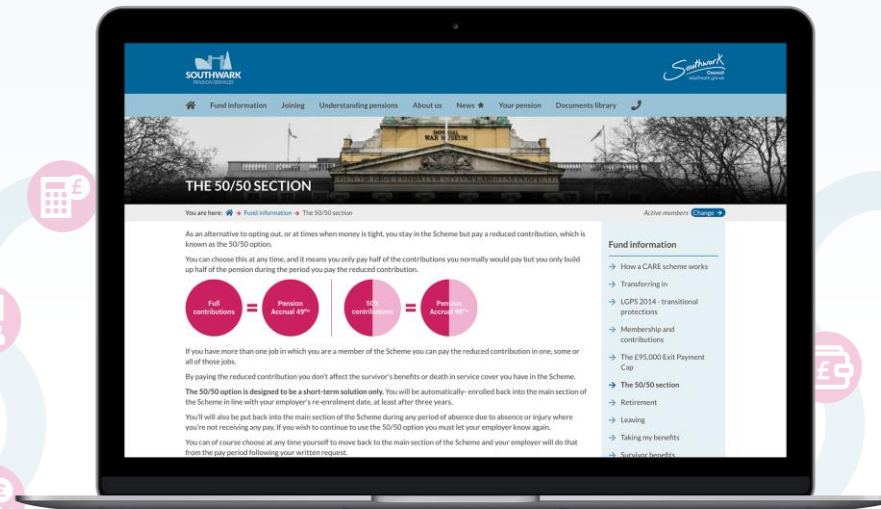 SOUTHWARK
PENSION SERVICES
Southwark
Council
southwark.gov.uk
Fund information Joining Understanding pensions About us News ★ Your pension Documents library
IMPERIAL
WAR MUSEUM
THE 50/50 SECTION
You are here: → Fund information → The 50/50 section
Active members Change →
As an alternative to opting out, or at times when money is tight, you stay in the Scheme but pay a reduced contribution, which is
known as the 50/50 option.
You can choose this at any time, and it means you only pay half of the contributions you normally would pay but you only build
up half of the pension during the period you pay the reduced contribution.
Full
contributions
=
Pension
Accrual 49ᵀᴴˢ
50%
contributions
=
Pension
Accrual 98ᵀᴴˢ
If you have more than one job in which you are a member of the Scheme you can pay the reduced contribution in one, some or
all of those jobs.
By paying the reduced contribution you don't affect the survivor's benefits or death in service cover you have in the Scheme.
The 50/50 option is designed to be a short-term solution only. You will be automatically- enrolled back into the main section of
the Scheme in line with your employer's re-enrolment date, at least after three years.
You'll will also be put back into the main section of the Scheme during any period of absence due to absence or injury where
you're not receiving any pay. If you wish to continue to use the 50/50 option you must let your employer know again.
You can of course choose at any time yourself to move back to the main section of the Scheme and your employer will do that
from the pay period following your written request.
Fund information
→ How a CARE scheme works
→ Transferring in
→ LGPS 2014 - transitional
protections
→ Membership and
contributions
→ The £95,000 Exit Payment
Cap
→ The 50/50 section
→ Retirement
→ Leaving
→ Taking my benefits
→ Survivor benefits